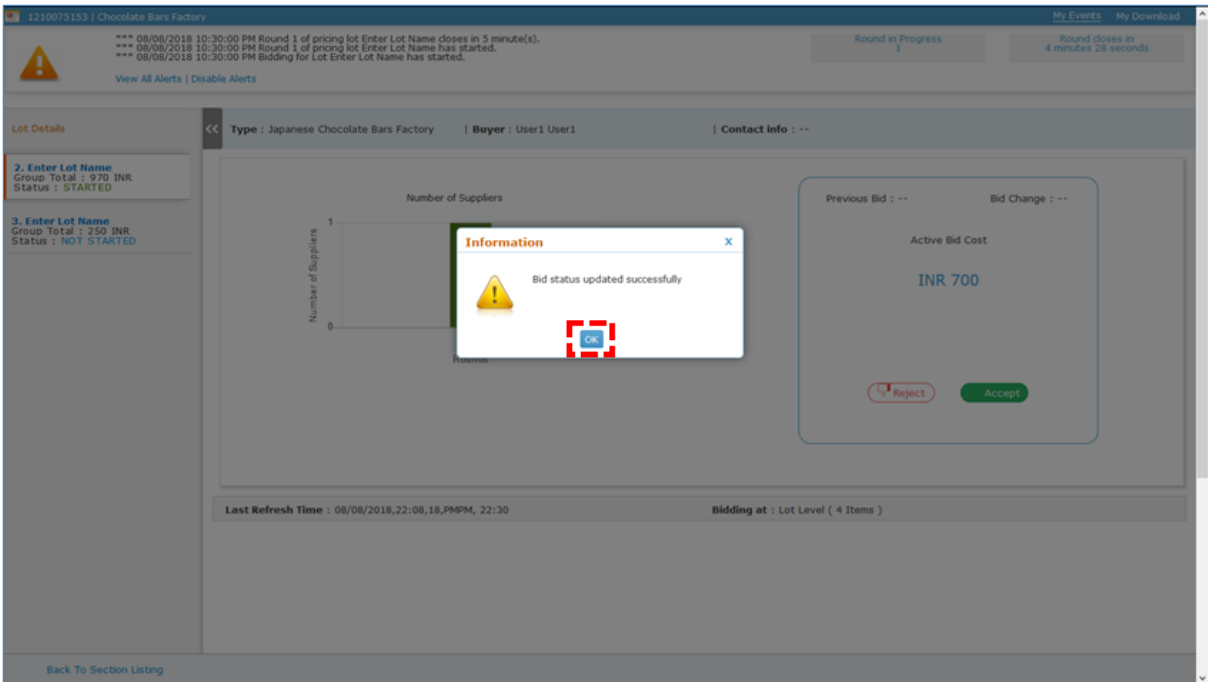 1210075153 | Chocolate Bars Factory
My Events My Download
*** 08/08/2018 10:30:00 PM Round 1 of pricing lot Enter Lot Name closes in 5 minute(s).
*** 08/08/2018 10:30:00 PM Round 1 of pricing lot Enter Lot Name has started.
*** 08/08/2018 10:30:00 PM Bidding for Lot Enter Lot Name has started.
View All Alerts | Disable Alerts
Round in Progress
1
Round closes in
4 minutes 28 seconds
Lot Details
<< Type : Japanese Chocolate Bars Factory | Buyer : User1 User1 | Contact info : --
2. Enter Lot Name
Group Total : 970 INR
Status : STARTED
3. Enter Lot Name
Group Total : 250 INR
Status : NOT STARTED
Number of Suppliers
Number of Suppliers
1
0
Rounds
Information X
Bid status updated successfully
OK
Previous Bid : -- Bid Change : --
Active Bid Cost
INR 700
Reject Accept
Last Refresh Time : 08/08/2018,22:08,18,PMPM, 22:30 Bidding at : Lot Level ( 4 Items )
Back To Section Listing